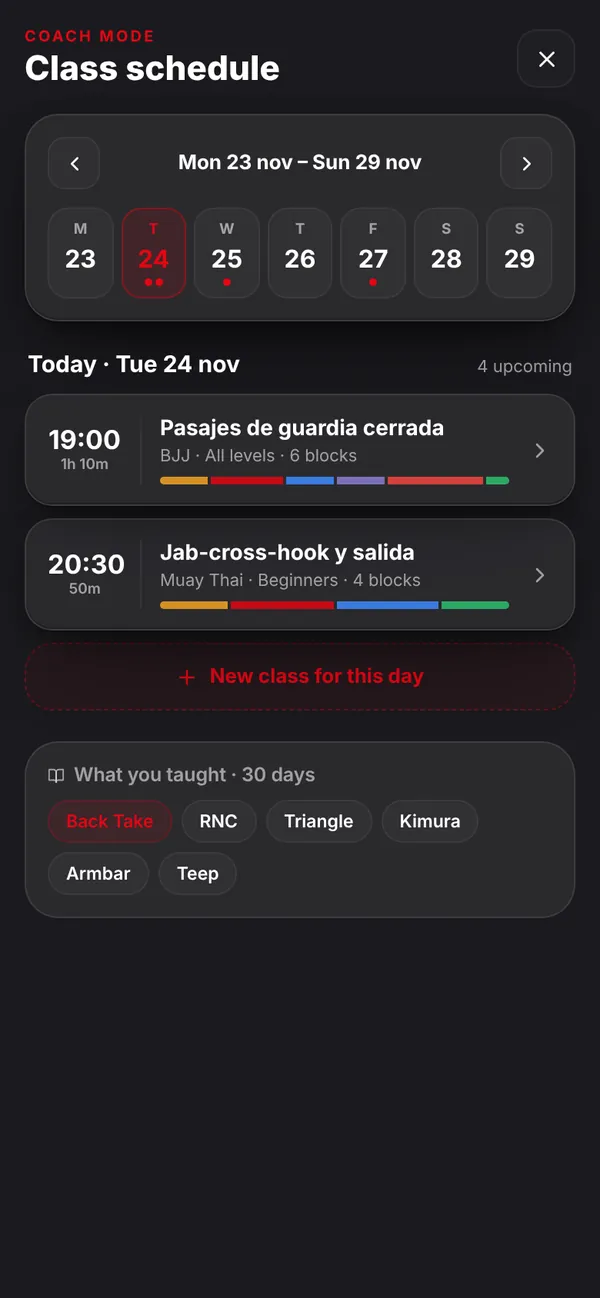 COACH MODE
Class schedule
Mon 23 nov – Sun 29 nov
M T W T F S S
23 24 25 26 27 28 29
Today · Tue 24 nov
4 upcoming
19:00
1h 10m
Pasajes de guardia cerrada
BJJ · All levels · 6 blocks
20:30
50m
Jab-cross-hook y salida
Muay Thai · Beginners · 4 blocks
+ New class for this day
What you taught · 30 days
Back Take RNC Triangle Kimura
Armbar Teep